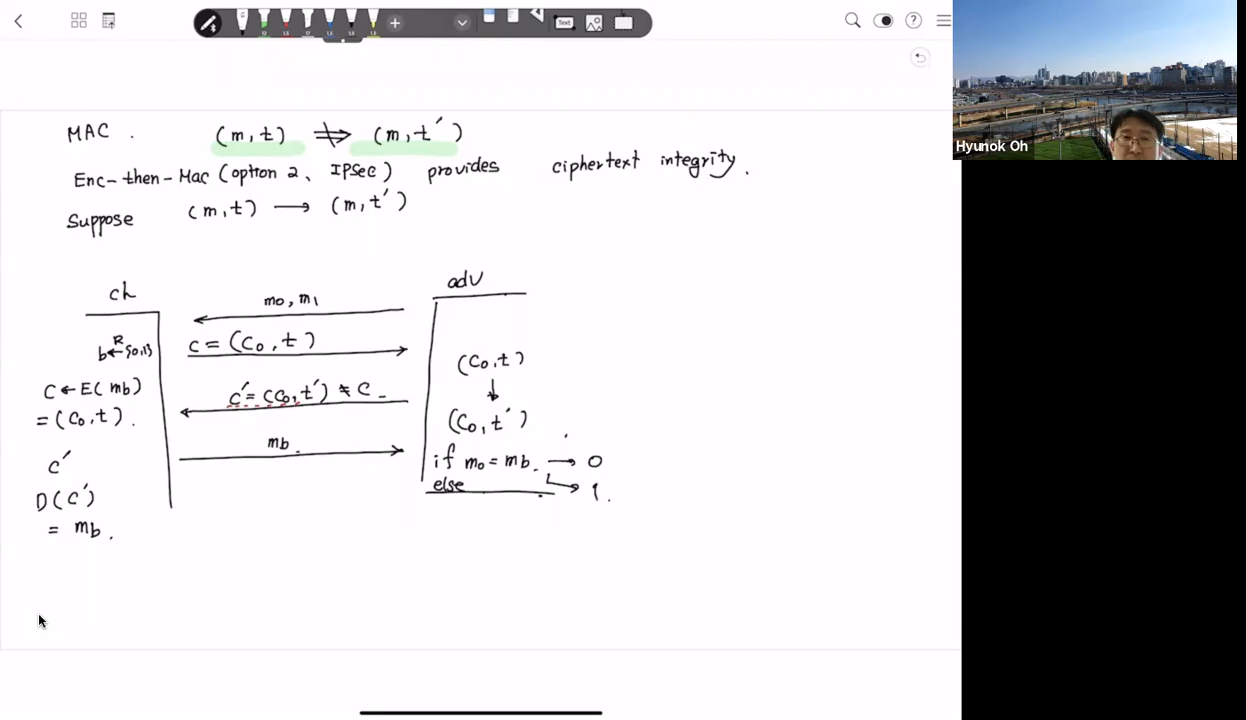 Text
Hyunok Oh
MAC .
(m,t) ⇏ (m,t′)
Enc-then-Mac (option 2, IPSec) provides ciphertext integrity.
Suppose (m,t) → (m,t′)
ch
adv
m0, m1
b ←R {0,1}
c = (C0, t)
(C0,t)
↓
(C0,t′)
C ← E(mb)
= (C0,t).
c′ = (C0,t′) ≠ C
mb.
if m0 = mb → 0
else → 1.
c′
D(c′)
= mb.